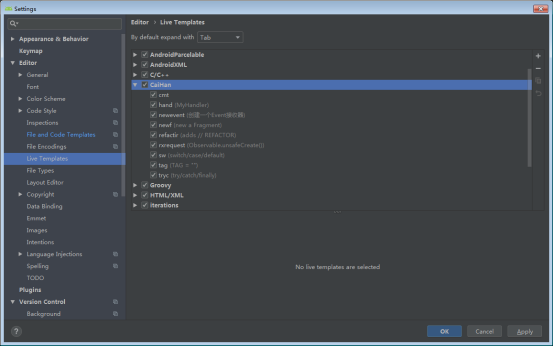 Settings
Appearance & Behavior
Keymap
Editor
General
Font
Color Scheme
Code Style
Inspections
File and Code Templates
File Encodings
Live Templates
File Types
Layout Editor
Copyright
Data Binding
Emmet
Images
Intentions
Language Injections
Spelling
TODO
Plugins
Version Control
Background
Editor › Live Templates
By default expand with Tab
AndroidParcelable
AndroidXML
C/C++
CaiHan
cmt
hand (MyHandler)
newevent (创建一个Event接收器)
newf (new a Fragment)
refactir (adds // REFACTOR)
rxrequest (Observable.unsafeCreate())
sw (switch/case/default)
tag (TAG = "")
tryc (try/catch/finally)
Groovy
HTML/XML
Iterations
No live templates are selected
?
OK
Cancel
Apply